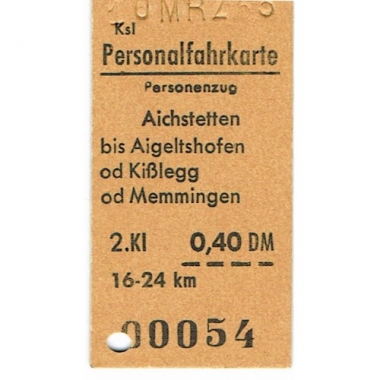 Ksl
Personalfahrkarte
Personenzug
Aichstetten
bis Aigeltshofen
od Kißlegg
od Memmingen
2.Kl 0,40 DM
16-24 km
00054